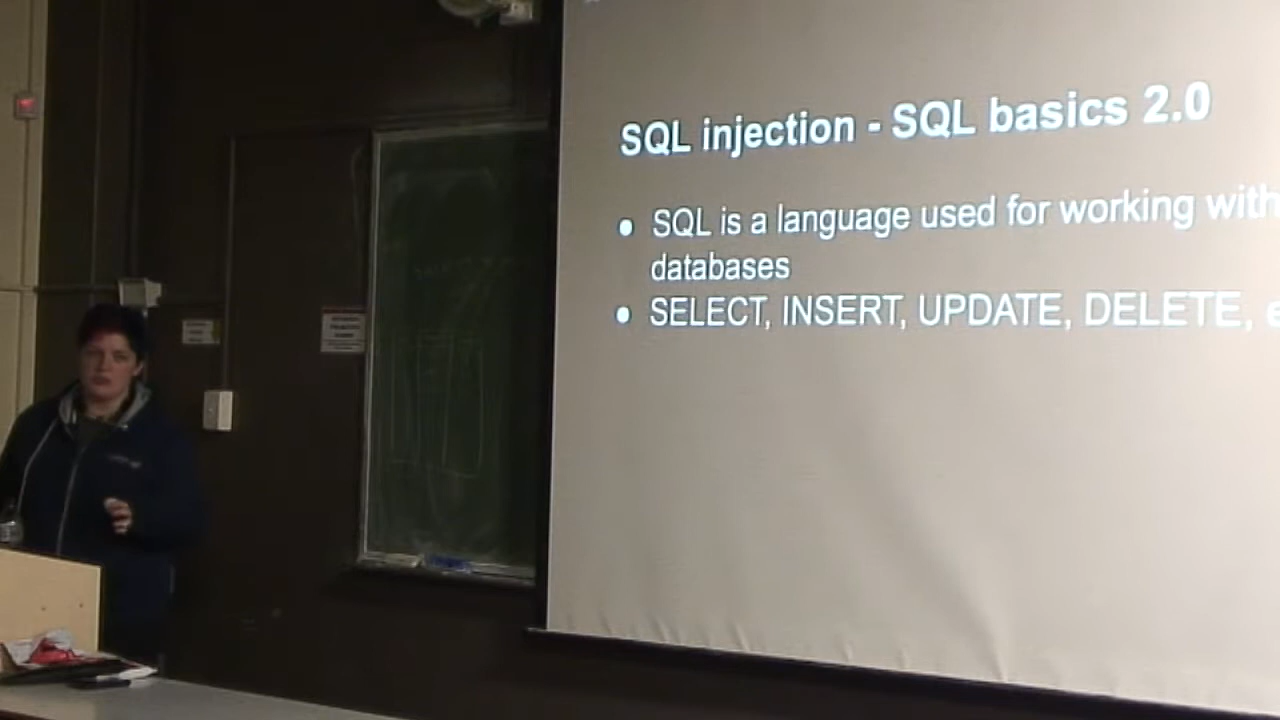 SQL injection - SQL basics 2.0
• SQL is a language used for working with
databases
• SELECT, INSERT, UPDATE, DELETE, e